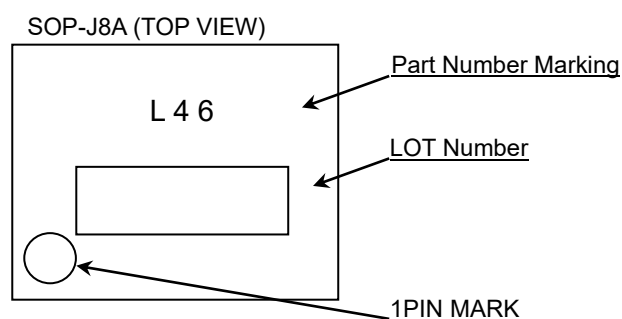 SOP-J8A (TOP VIEW)
Part Number Marking
L 4 6
LOT Number
1PIN MARK